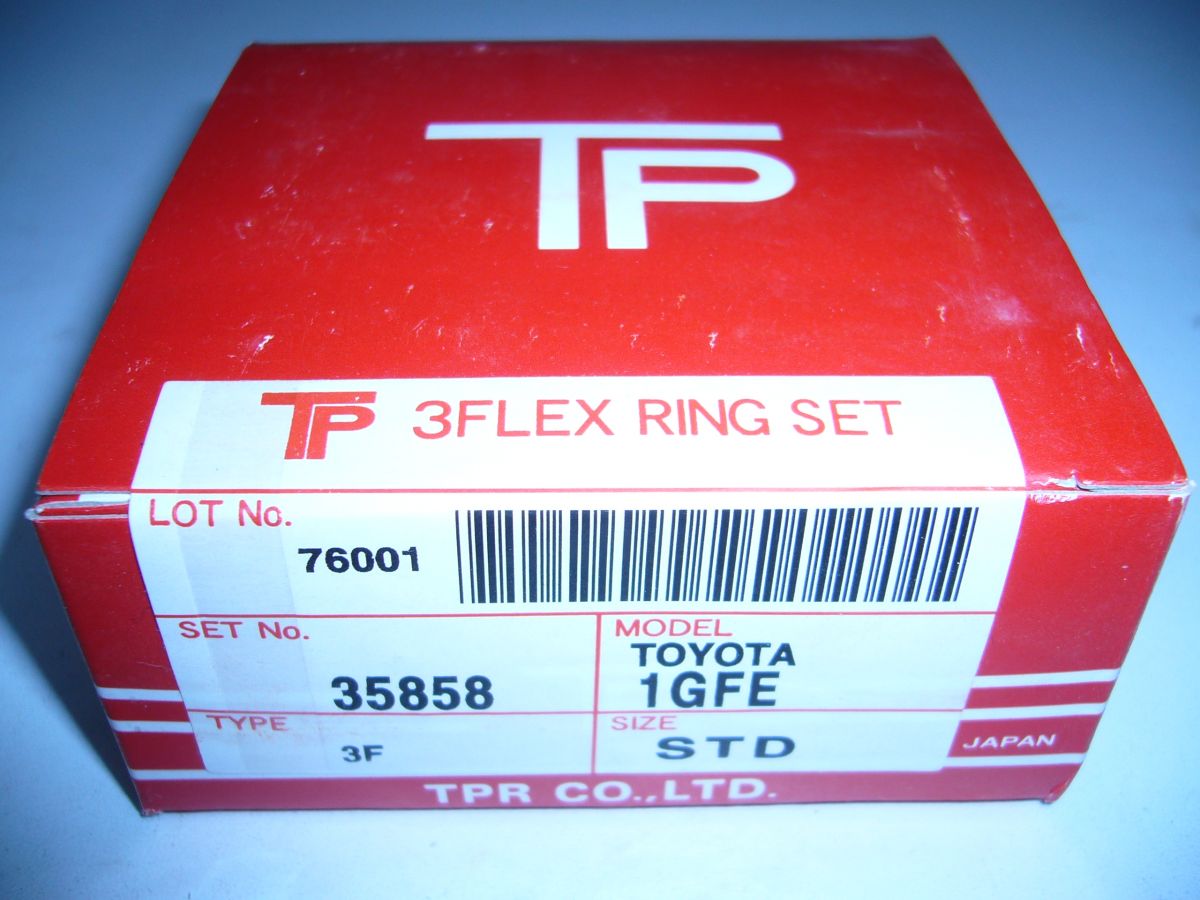 TP
TP 3FLEX RING SET
LOT No.
76001
SET No.
35858
MODEL
TOYOTA
1GFE
TYPE
3F
SIZE
STD
JAPAN
TPR CO.,LTD.